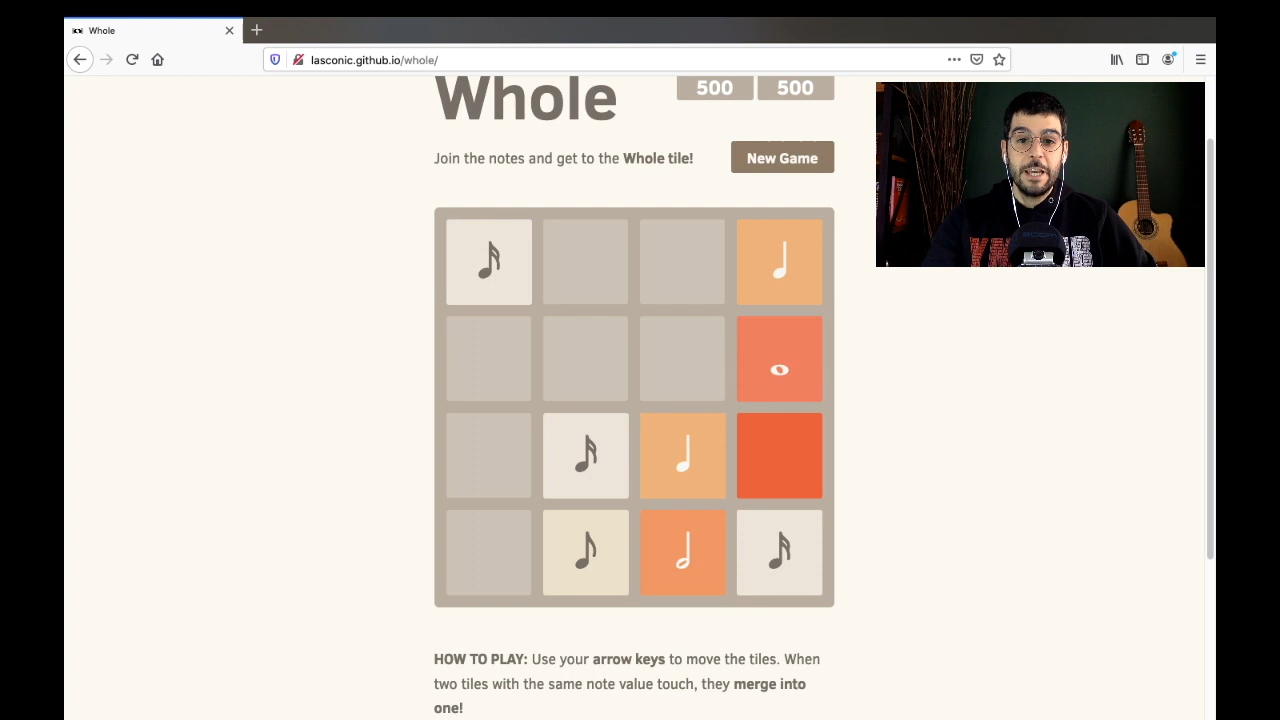 Whole
lasconic.github.io/whole/
Whole
500
500
Join the notes and get to the Whole tile!
New Game
HOW TO PLAY: Use your arrow keys to move the tiles. When
two tiles with the same note value touch, they merge into
one!